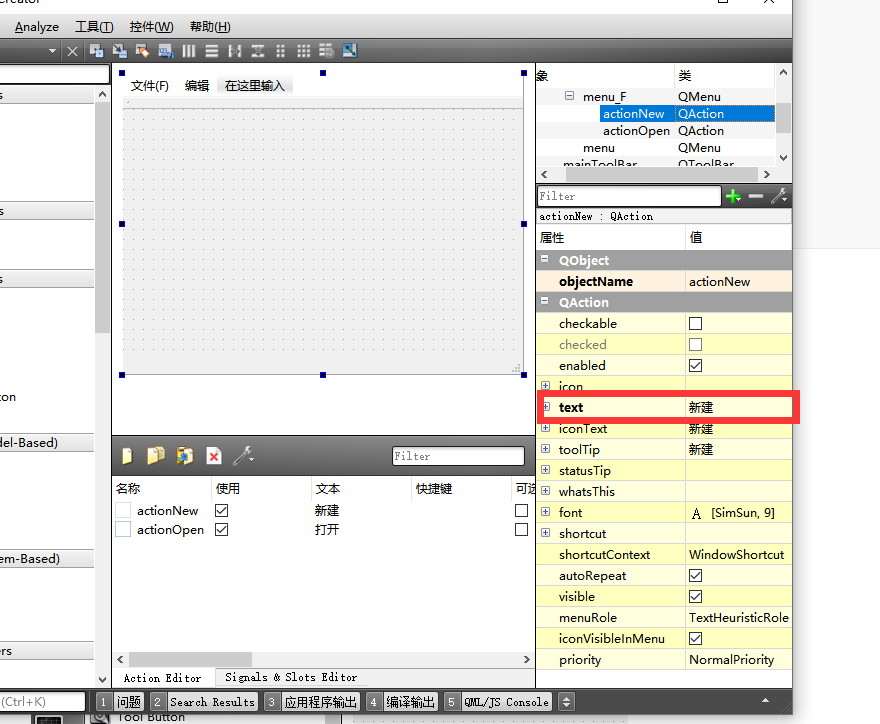 Creator
Analyze 工具(T) 控件(W) 帮助(H)
文件(F) 编辑 在这里输入
象 类
menu_F QMenu
actionNew QAction
actionOpen QAction
menu QMenu
mainToolBar QToolBar
Filter
actionNew : QAction
属性 值
QObject
objectName actionNew
QAction
checkable
checked
enabled
icon
text 新建
iconText 新建
toolTip 新建
statusTip
whatsThis
font A [SimSun, 9]
shortcut
shortcutContext WindowShortcut
autoRepeat
visible
menuRole TextHeuristicRole
iconVisibleInMenu
priority NormalPriority
s
s
s
ton
del-Based)
em-Based)
ers
Filter
名称 使用 文本 快捷键 可选
actionNew 新建
actionOpen 打开
Action Editor Signals & Slots Editor
(Ctrl+K) 1 问题 2 Search Results 3 应用程序输出 4 编译输出 5 QML/JS Console
Tool Button